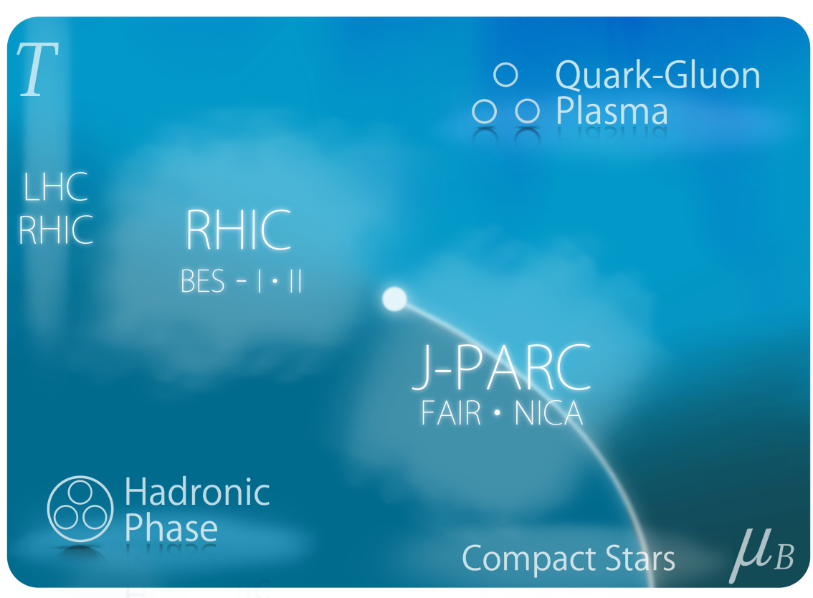 T
Quark-Gluon
Plasma
LHC
RHIC
RHIC
BES - I • II
J-PARC
FAIR • NICA
Hadronic
Phase
Compact Stars
μB